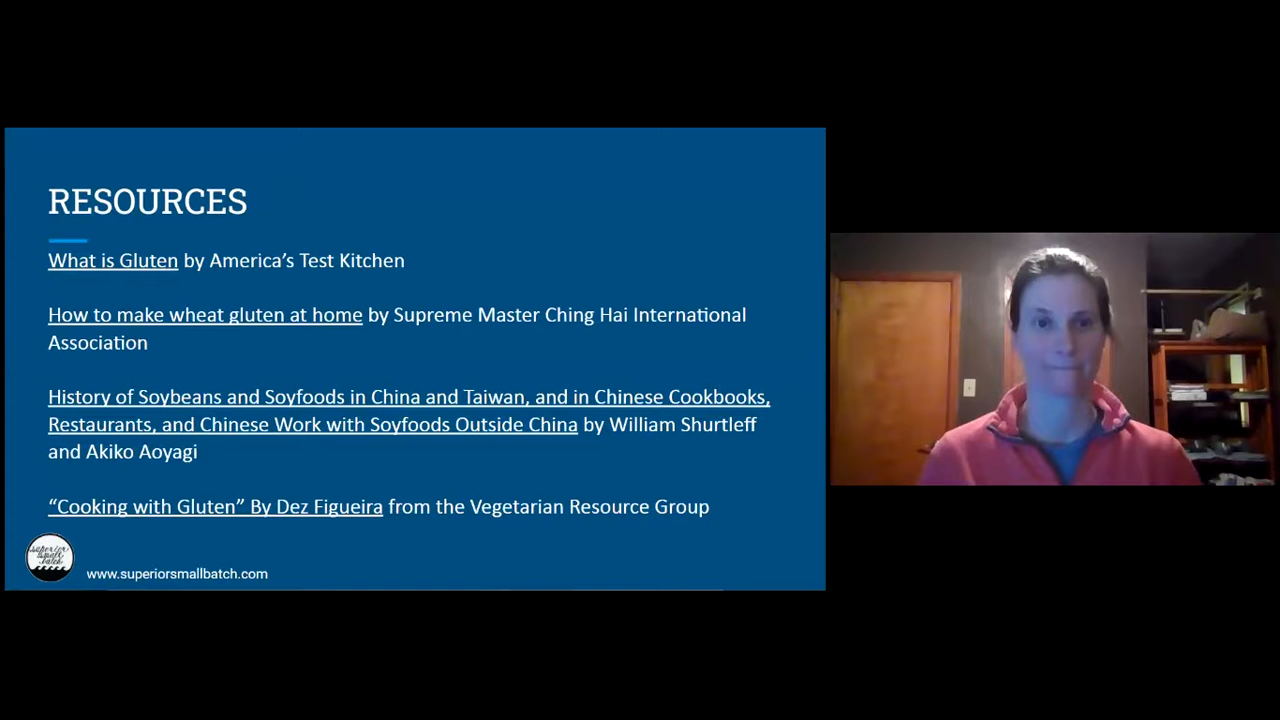 RESOURCES
What is Gluten by America’s Test Kitchen
How to make wheat gluten at home by Supreme Master Ching Hai International
Association
History of Soybeans and Soyfoods in China and Taiwan, and in Chinese Cookbooks,
Restaurants, and Chinese Work with Soyfoods Outside China by William Shurtleff
and Akiko Aoyagi
“Cooking with Gluten” By Dez Figueira from the Vegetarian Resource Group
superior
small
batch
www.superiorsmallbatch.com